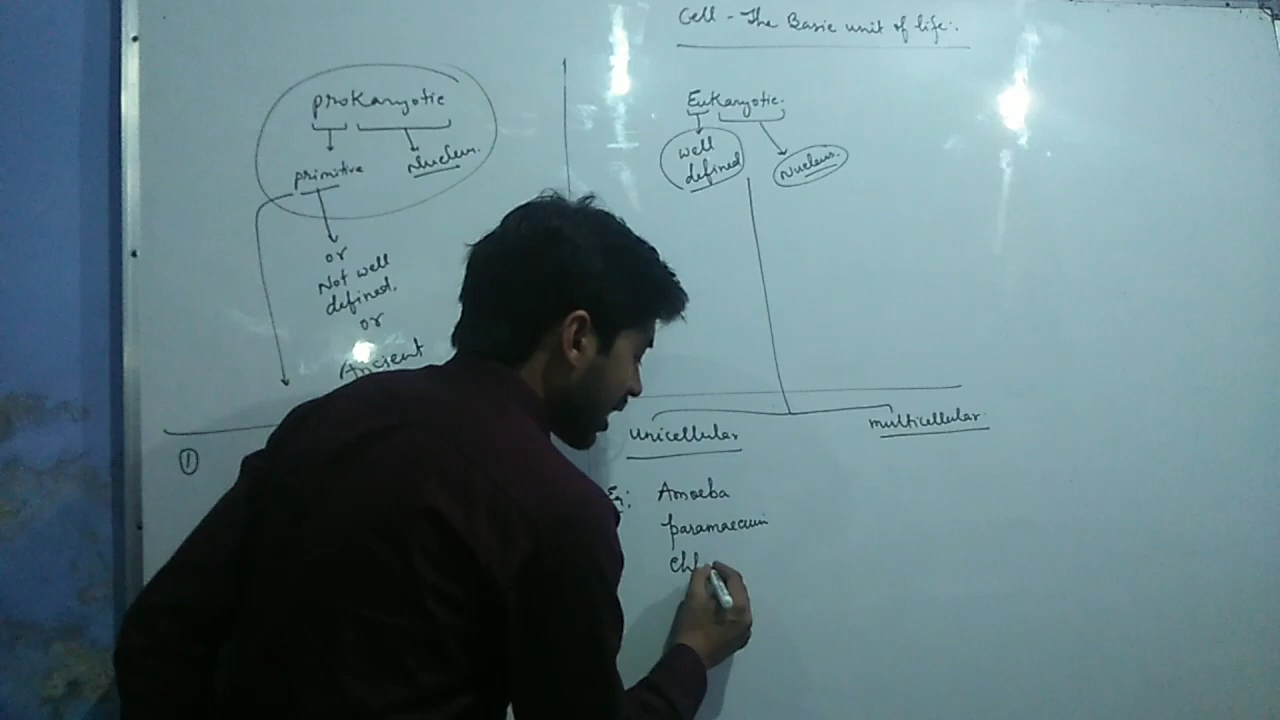 Cell - The Basic unit of life.
prokaryotic
primitive
Nucleus.
or
Not well
defined.
or
Ancient
①
Eukaryotic.
well
defined
Nucleus.
unicellular
multicellular.
Eg:
Amoeba
paramaecium
chl